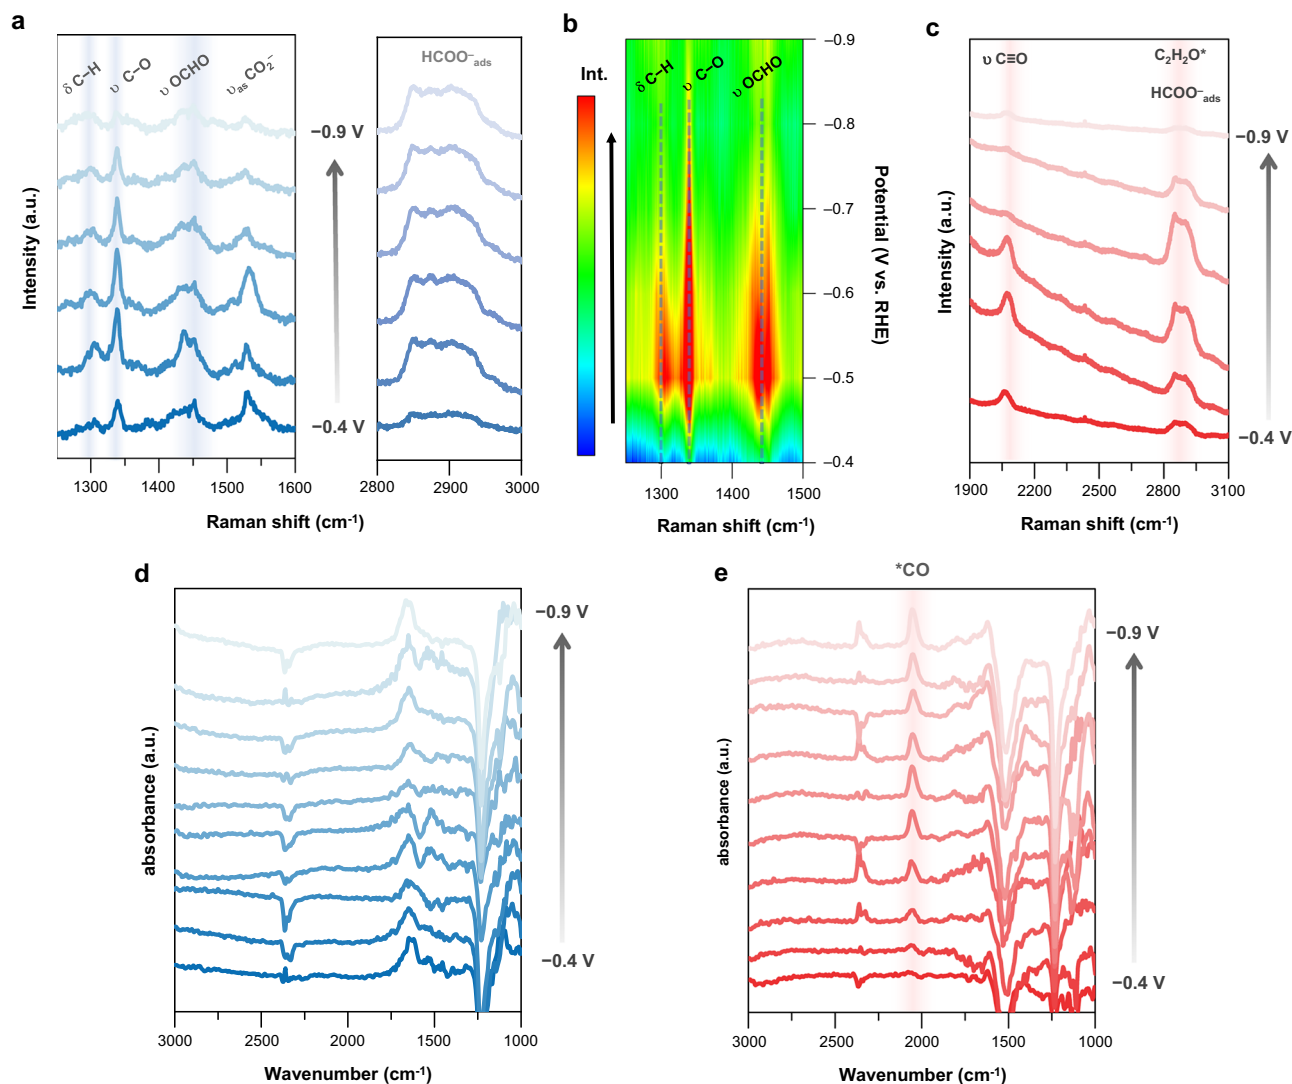 a
δ C−H
υ C−O
υ OCHO
υas CO2−
HCOO−ads
−0.9 V
−0.4 V
Intensity (a.u.)
1300
1400
1500
1600
2800
2900
3000
Raman shift (cm-1)
Raman shift (cm-1)
b
Int.
δ C−H
υ C−O
υ OCHO
−0.9
−0.8
−0.7
−0.6
−0.5
−0.4
Potential (V vs. RHE)
1300
1400
1500
Raman shift (cm-1)
c
υ C≡O
C2H2O*
HCOO−ads
−0.9 V
−0.4 V
Intensity (a.u.)
1900
2200
2500
2800
3100
Raman shift (cm-1)
d
−0.9 V
−0.4 V
absorbance (a.u.)
3000
2500
2000
1500
1000
Wavenumber (cm-1)
e
*CO
−0.9 V
−0.4 V
absorbance (a.u.)
3000
2500
2000
1500
1000
Wavenumber (cm-1)